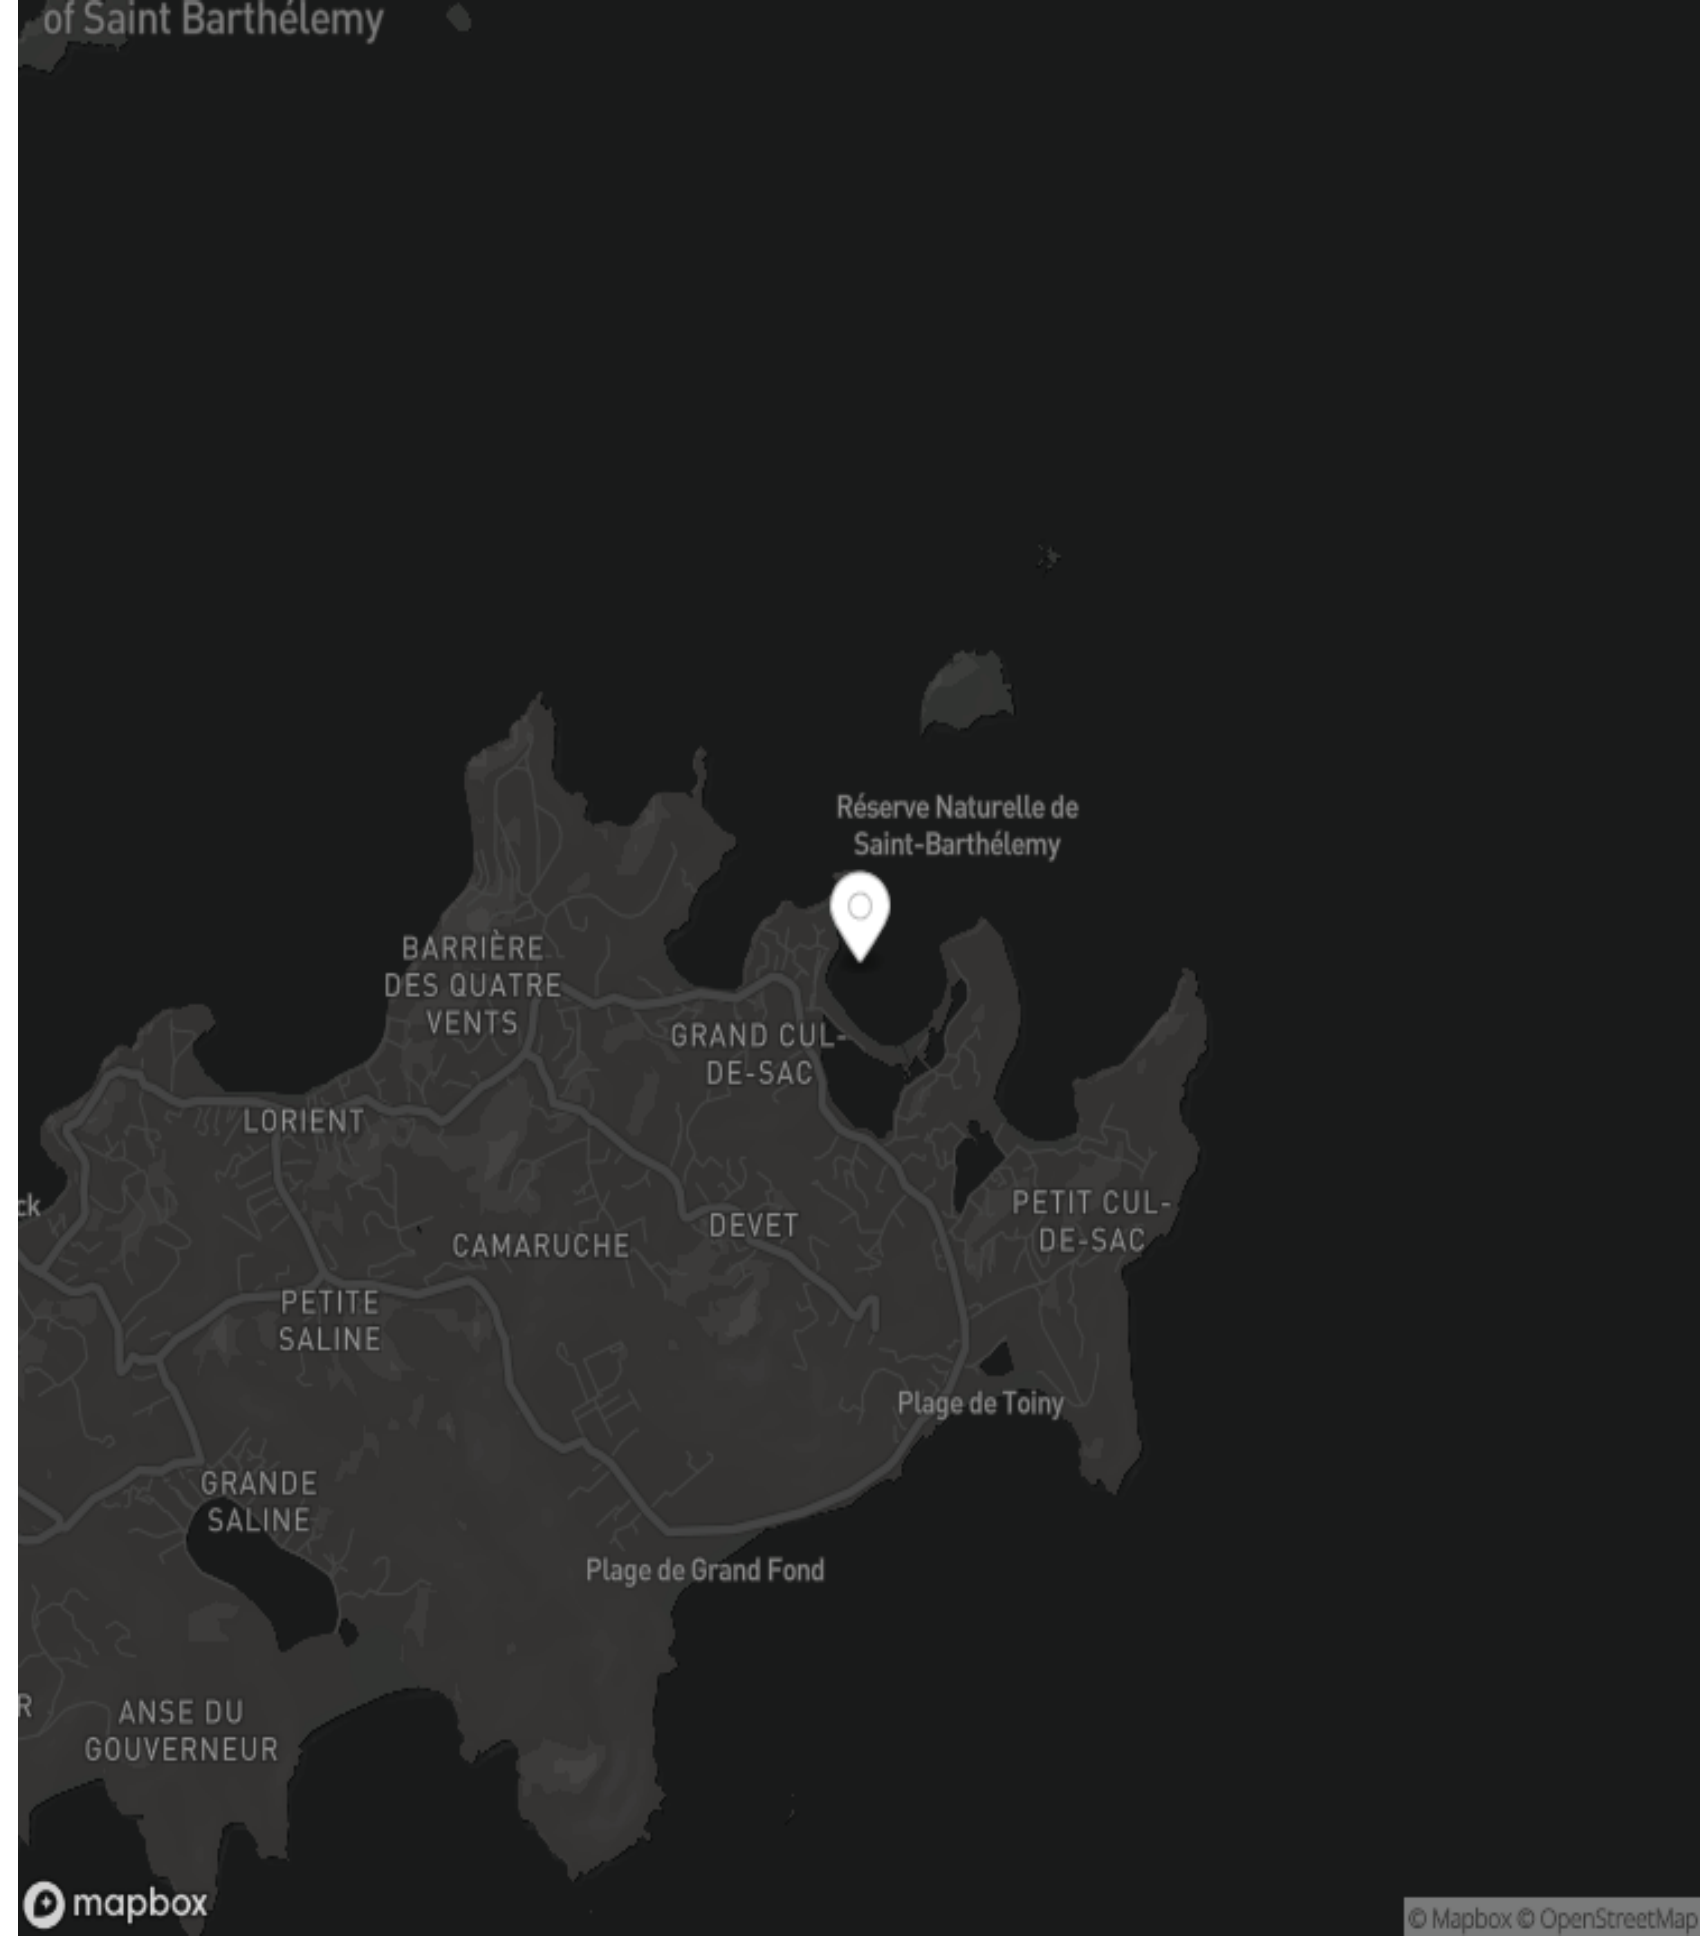 of Saint Barthélemy
Réserve Naturelle de
Saint-Barthélemy
BARRIÈRE
DES QUATRE
VENTS
GRAND CUL-
DE-SAC
LORIENT
ck
PETIT CUL-
DE-SAC
DEVET
CAMARUCHE
PETITE
SALINE
Plage de Toiny
GRANDE
SALINE
Plage de Grand Fond
R
ANSE DU
GOUVERNEUR
mapbox
© Mapbox © OpenStreetMap